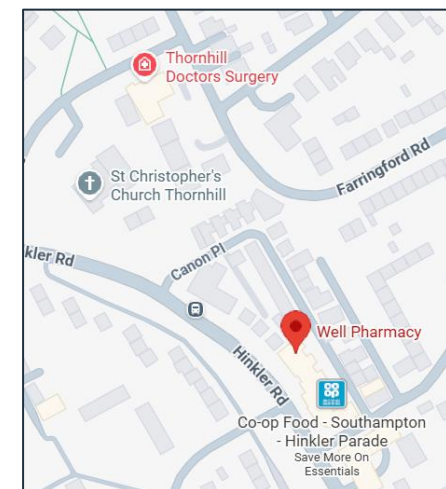 Thornhill
Doctors Surgery
St Christopher's
Church Thornhill
Farringford Rd
kler Rd
Canon Pl
Well Pharmacy
Hinkler Rd
Co-op Food - Southampton
- Hinkler Parade
Save More On
Essentials